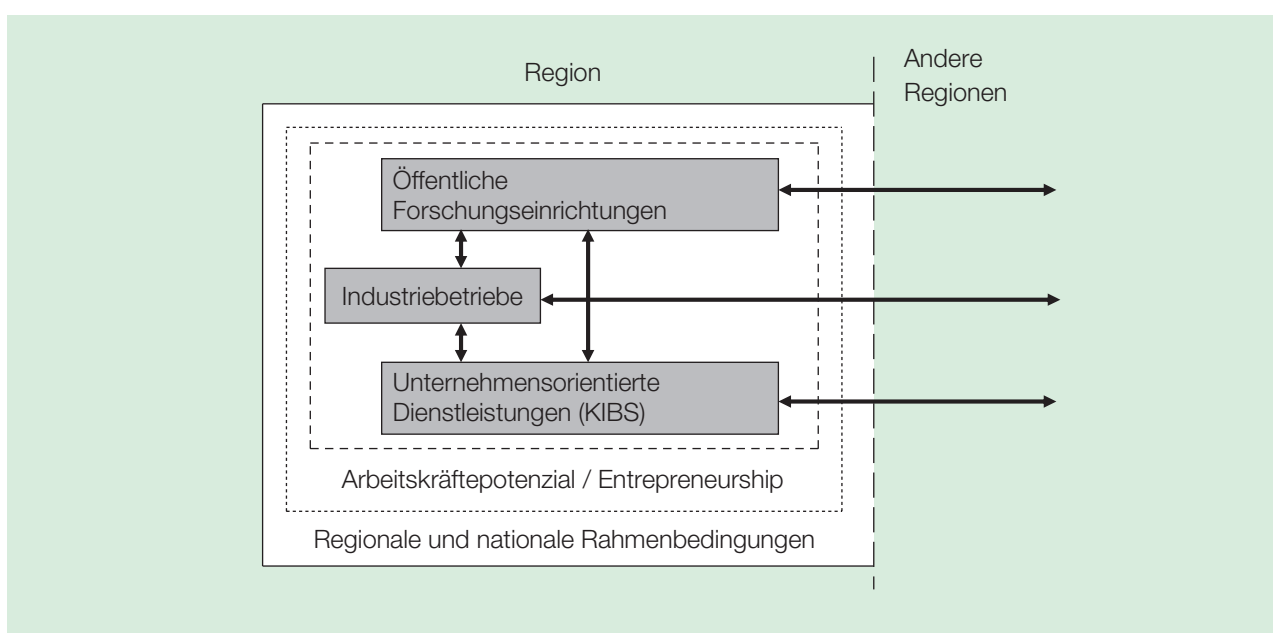 Region
Andere
Regionen
Öffentliche
Forschungseinrichtungen
Industriebetriebe
Unternehmensorientierte
Dienstleistungen (KIBS)
Arbeitskräftepotenzial / Entrepreneurship
Regionale und nationale Rahmenbedingungen